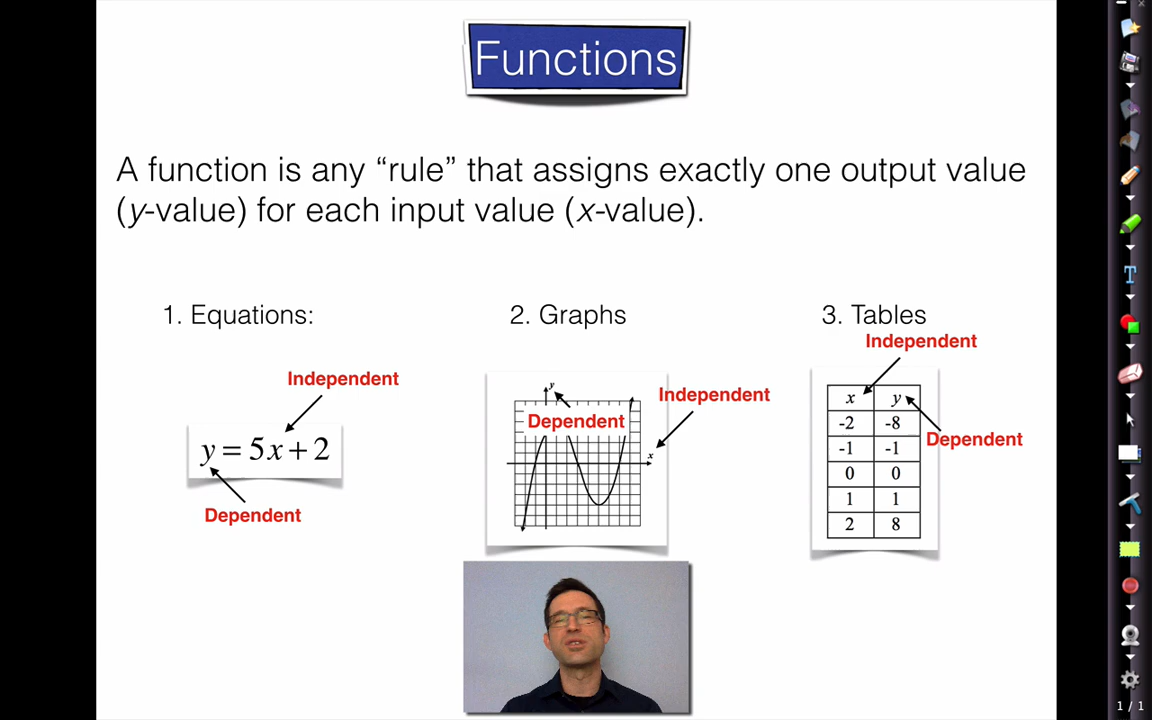 Functions
A function is any “rule” that assigns exactly one output value
(y-value) for each input value (x-value).
1. Equations:
Independent
y = 5x + 2
Dependent
2. Graphs
y
Dependent
Independent
x
3. Tables
Independent
x y
Dependent
-2 -8
-1 -1
0 0
1 1
2 8
T
1 / 1